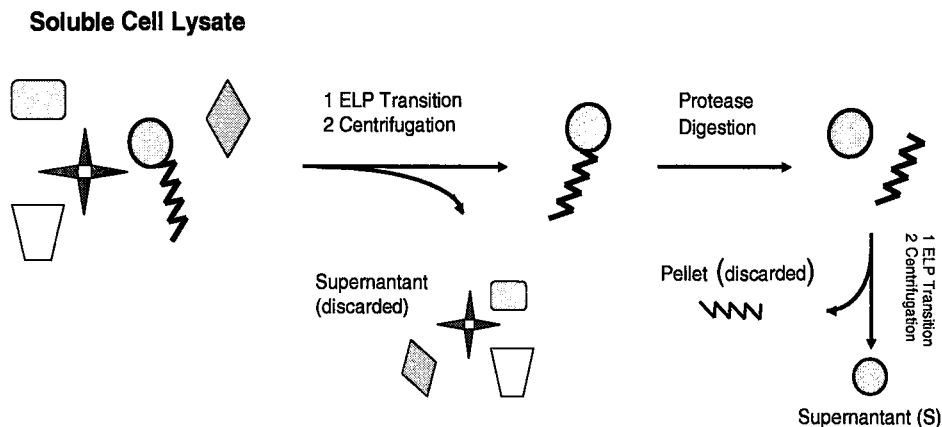 Soluble Cell Lysate
1 ELP Transition
2 Centrifugation
Protease
Digestion
Supernantant
(discarded)
Pellet (discarded)
1 ELP Transition
2 Centrifugation
Supernantant (S)